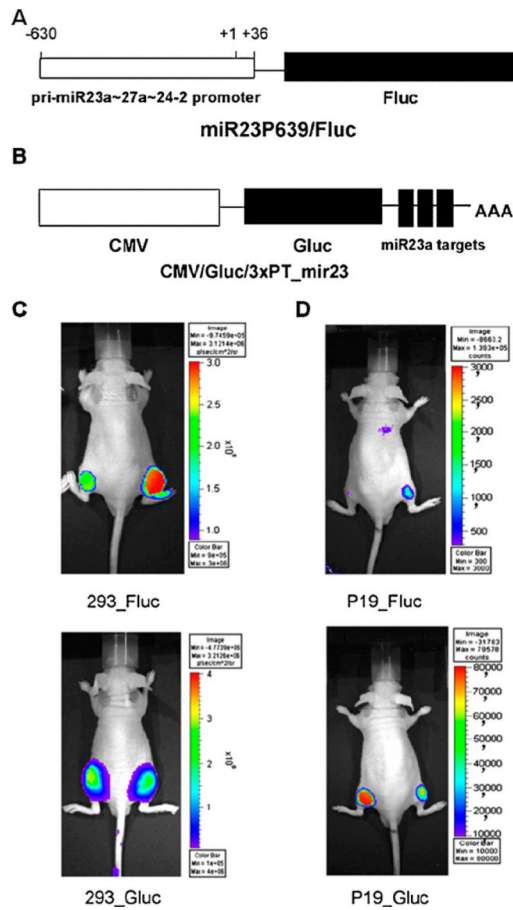 A
-630 +1 +36
pri-miR23a~27a~24-2 promoter Fluc
miR23P639/Fluc
B
AAA
CMV Gluc miR23a targets
CMV/Gluc/3xPT_mir23
C
Image
Min = -9.7459e+05
Max = 3.1214e+06
p/sec/cm^2/sr
3.0
2.5
2.0
1.5
1.0
Color Bar
Min = 9e+05
Max = 3e+06
293_Fluc
D
Image
Min = -8663.2
Max = 1.393e+05
counts
3000
2500
2000
1500
1000
500
Color Bar
Min = 300
Max = 3000
P19_Fluc
Image
Min = -4.7739e+05
Max = 3.2126e+06
p/sec/cm^2/sr
4
3
2
1
Color Bar
Min = 1e+05
Max = 4e+06
293_Gluc
Image
Min = -31783
Max = 79578
counts
80000
70000
60000
50000
40000
30000
20000
10000
Color Bar
Min = 10000
Max = 80000
P19_Gluc